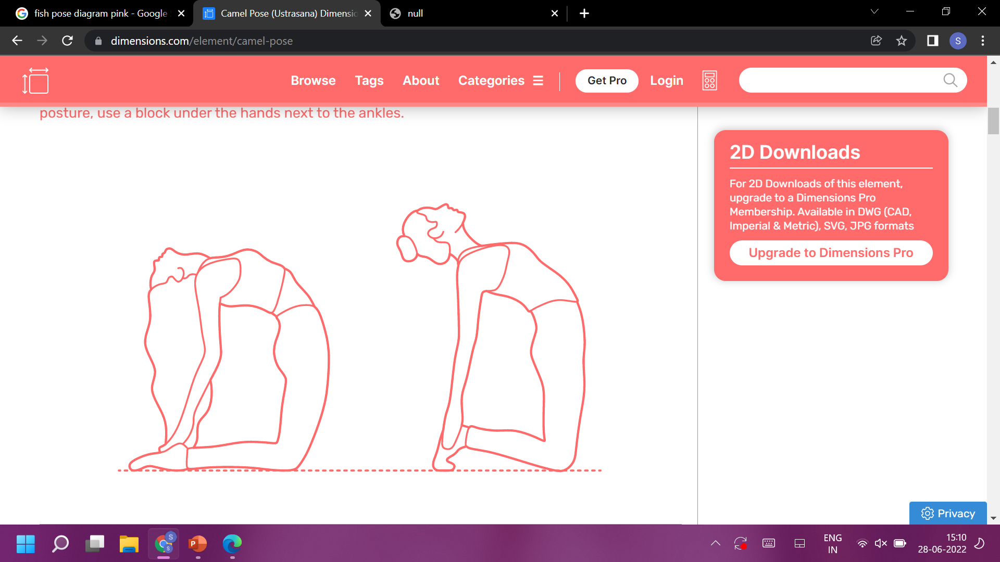 fish pose diagram pink - Google
Camel Pose (Ustrasana) Dimensio
null
dimensions.com/element/camel-pose
S
Browse
Tags
About
Categories
Get Pro
Login
posture, use a block under the hands next to the ankles.
2D Downloads
For 2D Downloads of this element,
upgrade to a Dimensions Pro
Membership. Available in DWG (CAD,
Imperial & Metric), SVG, JPG formats
Upgrade to Dimensions Pro
Privacy
S
S
P
ENG
IN
15:10
28-06-2022